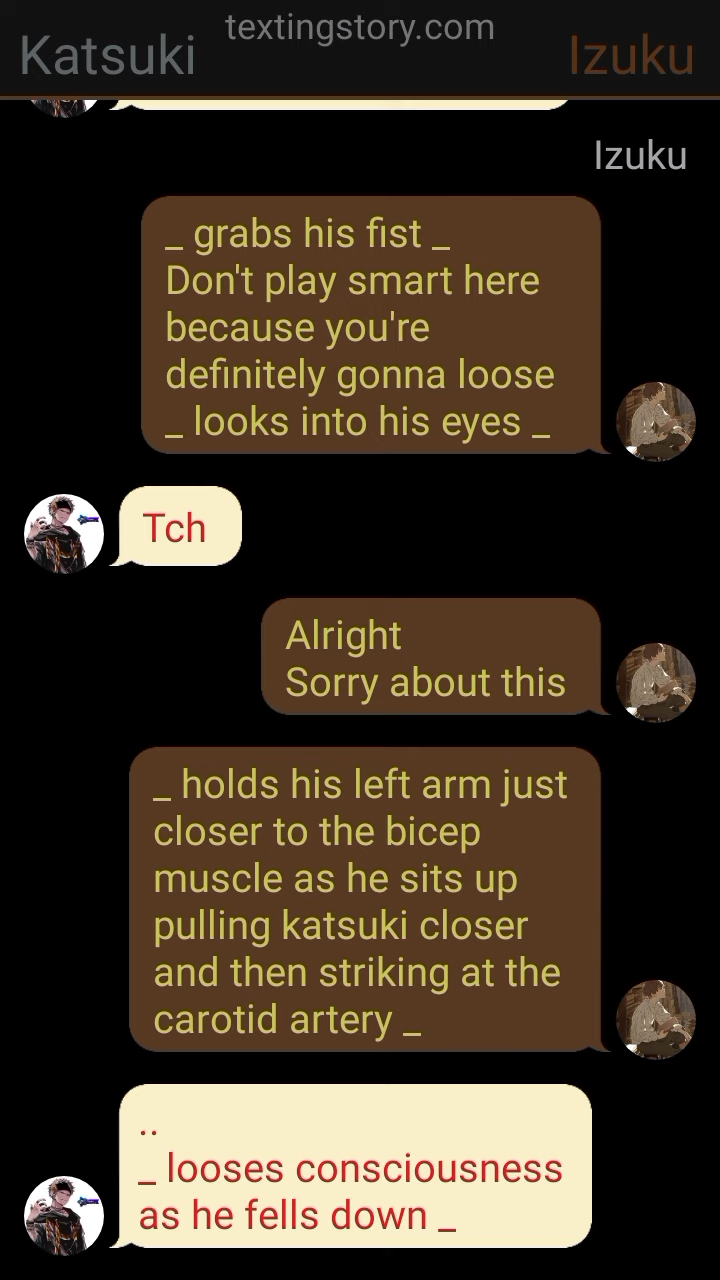 textingstory.com
Katsuki
Izuku
Izuku
_ grabs his fist _
Don't play smart here
because you're
definitely gonna loose
_ looks into his eyes _
Tch
Alright
Sorry about this
_ holds his left arm just
closer to the bicep
muscle as he sits up
pulling katsuki closer
and then striking at the
carotid artery _
..
_ looses consciousness
as he fells down _